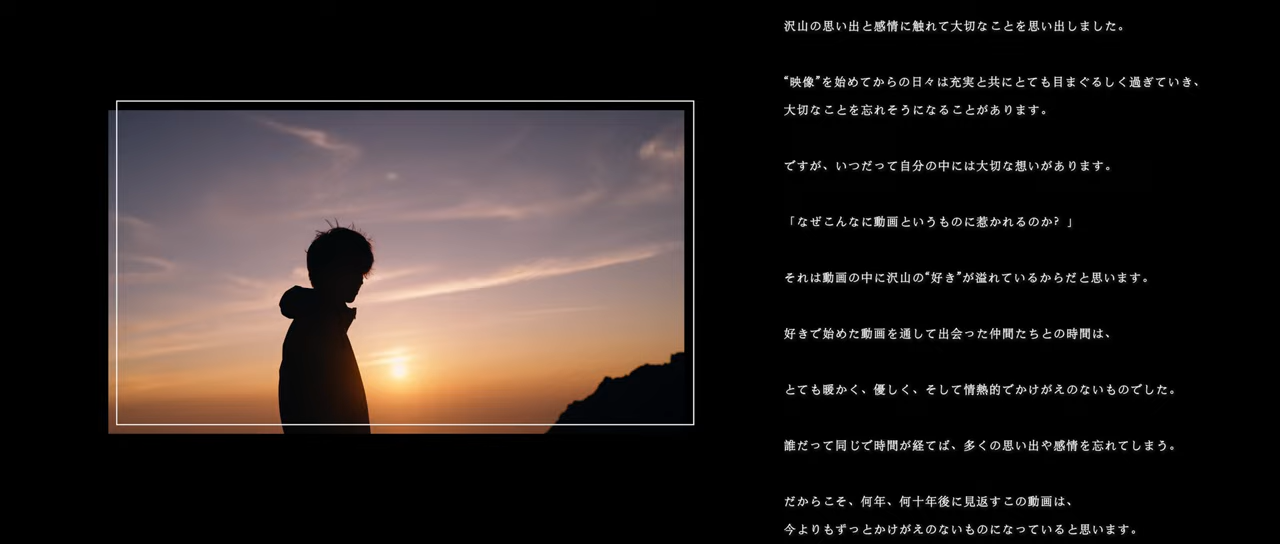 沢山の思い出と感情に触れて大切なことを思い出しました。
“映像”を始めてからの日々は充実と共にとても目まぐるしく過ぎていき、
大切なことを忘れそうになることがあります。
ですが、いつだって自分の中には大切な想いがあります。
「なぜこんなに動画というものに惹かれるのか？」
それは動画の中に沢山の“好き”が溢れているからだと思います。
好きで始めた動画を通して出会った仲間たちとの時間は、
とても暖かく、優しく、そして情熱的でかけがえのないものでした。
誰だって同じで時間が経てば、多くの思い出や感情を忘れてしまう。
だからこそ、何年、何十年後に見返すこの動画は、
今よりもずっとかけがえのないものになっていると思います。